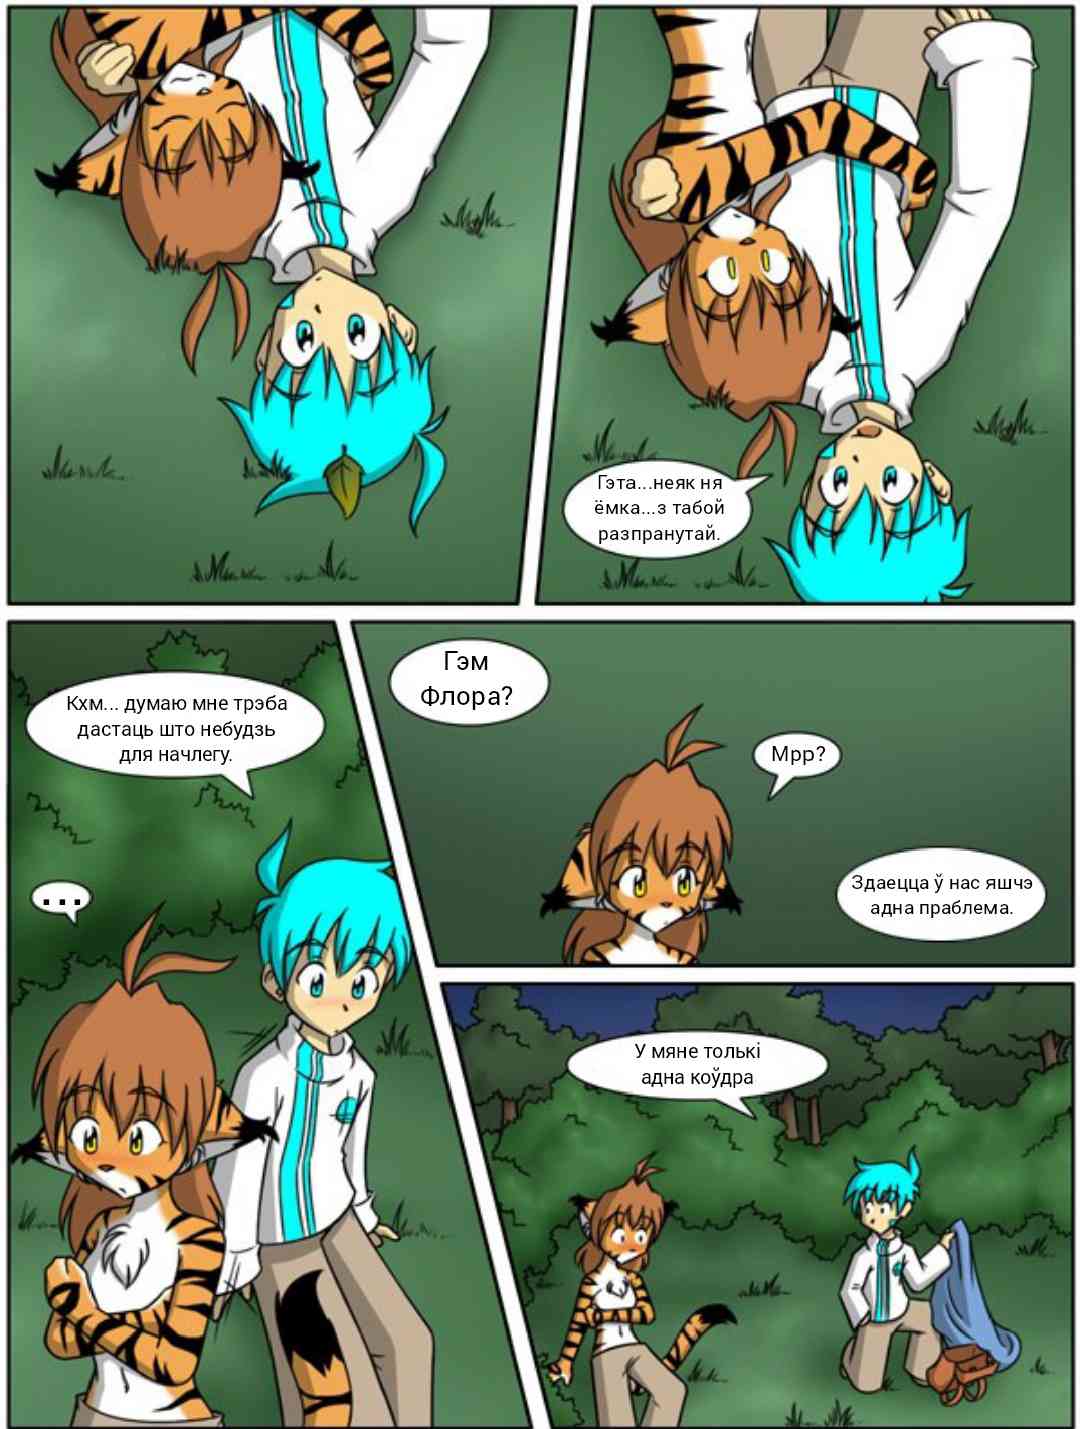 Гэта...неяк ня
ёмка...з табой
разпранутай.
Кхм... думаю мне трэба
дастаць што небудзь
для начлегу.
...
Гэм
Флора?
Мрр?
Здаецца ў нас яшчэ
адна праблема.
У мяне толькі
адна коўдра